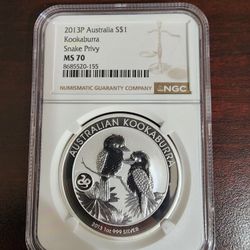 2013P Australia S$1
Kookaburra
Snake Privy
MS 70
8685520-155
NUMISMATIC GUARANTY COMPANY
NGC
AUSTRALIAN KOOKABURRA
2013 1oz 999 SILVER